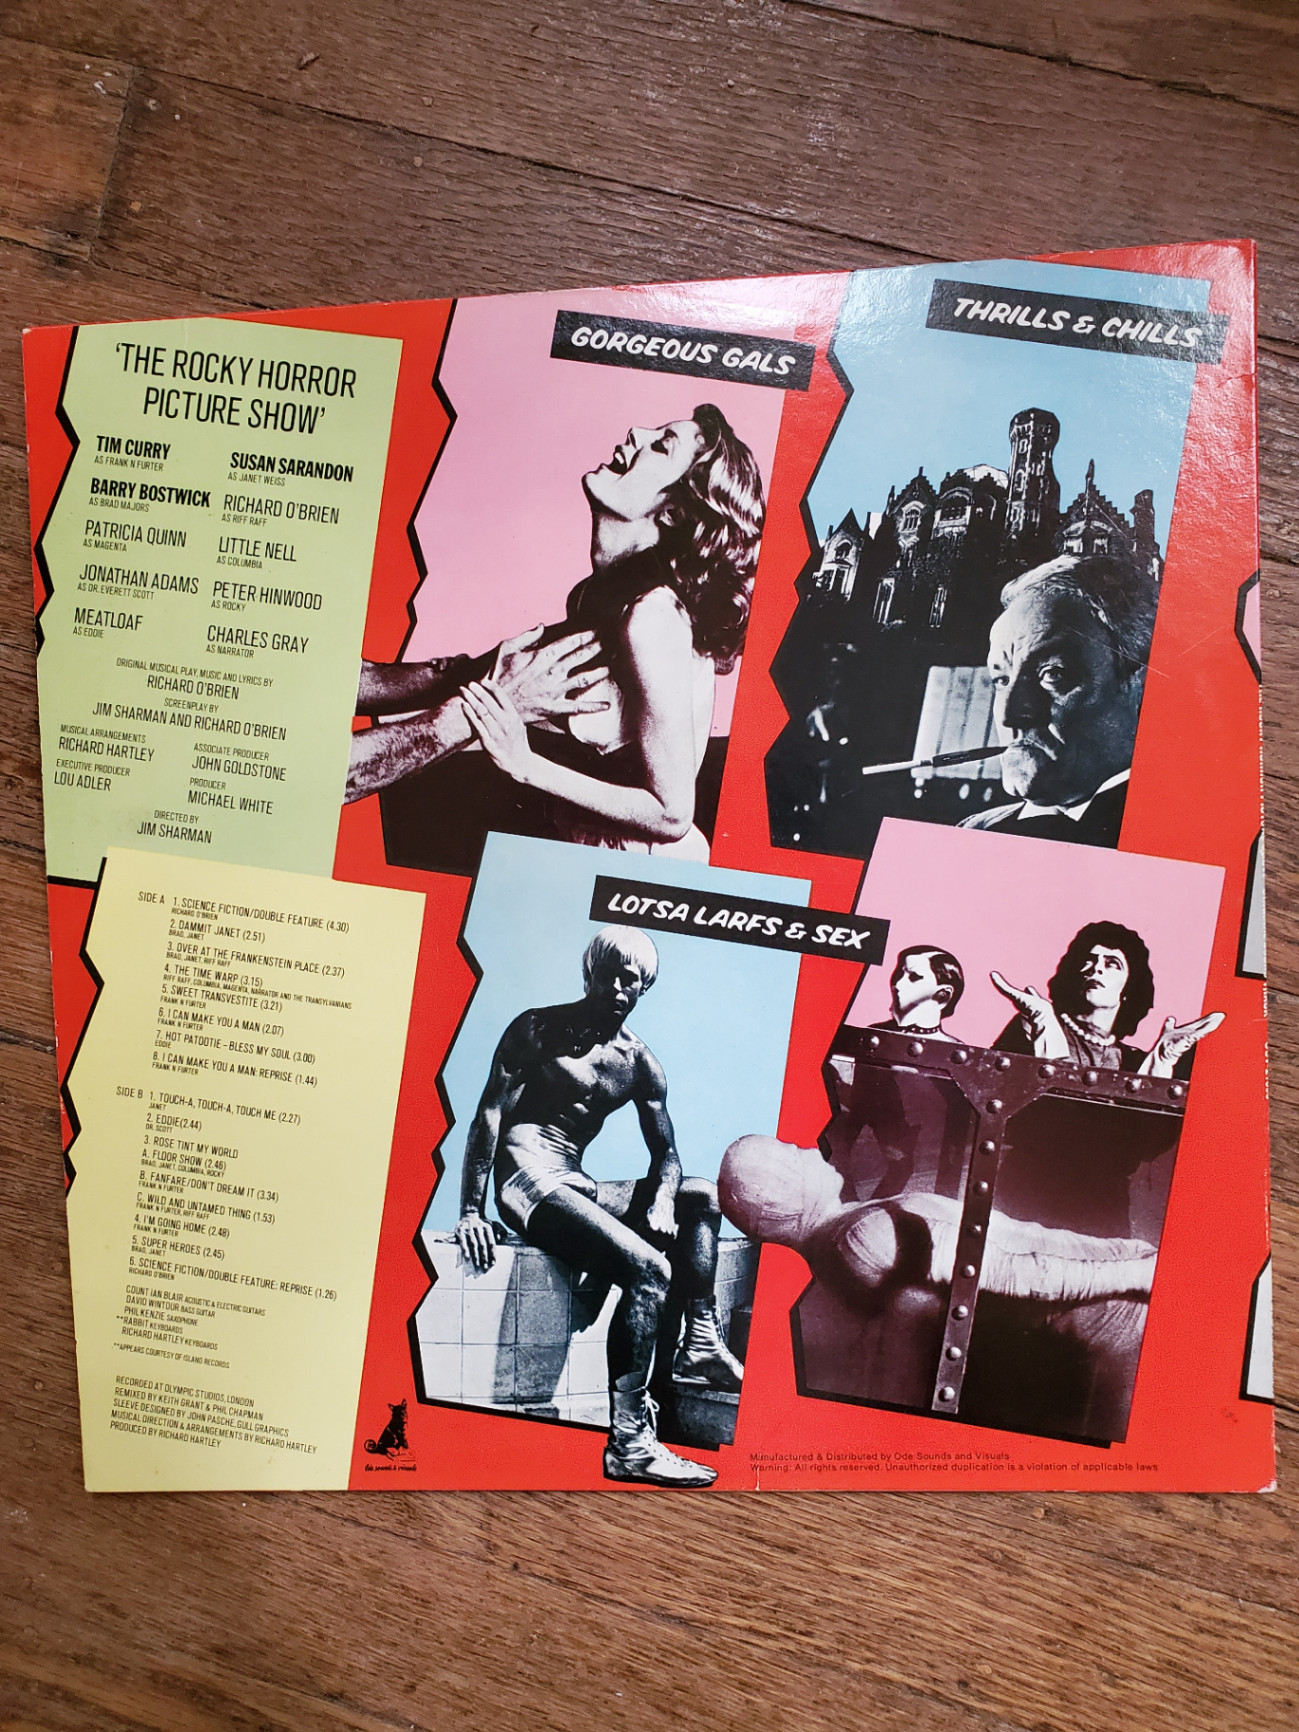 'THE ROCKY HORROR
PICTURE SHOW'
TIM CURRY
AS FRANK N FURTER
SUSAN SARANDON
AS JANET WEISS
BARRY BOSTWICK
AS BRAD MAJORS
RICHARD O'BRIEN
AS RIFF RAFF
PATRICIA QUINN
AS MAGENTA
LITTLE NELL
AS COLUMBIA
JONATHAN ADAMS
AS DR. EVERETT SCOTT
PETER HINWOOD
AS ROCKY
MEATLOAF
AS EDDIE
CHARLES GRAY
AS NARRATOR
ORIGINAL MUSICAL PLAY, MUSIC AND LYRICS BY
RICHARD O'BRIEN
SCREENPLAY BY
JIM SHARMAN AND RICHARD O'BRIEN
MUSICAL ARRANGEMENTS
RICHARD HARTLEY
ASSOCIATE PRODUCER
JOHN GOLDSTONE
EXECUTIVE PRODUCER
LOU ADLER
PRODUCER
MICHAEL WHITE
DIRECTED BY
JIM SHARMAN
GORGEOUS GALS
THRILLS & CHILLS
LOTSA LARFS & SEX
SIDE A 1. SCIENCE FICTION/DOUBLE FEATURE (4.30)
RICHARD O'BRIEN
2. DAMMIT JANET (2.51)
BRAD, JANET
3. OVER AT THE FRANKENSTEIN PLACE (2.37)
BRAD, JANET, RIFF RAFF
4. THE TIME WARP (3.15)
RIFF RAFF, COLUMBIA, MAGENTA, NARRATOR AND THE TRANSYLVANIANS
5. SWEET TRANSVESTITE (3.21)
FRANK N FURTER
6. I CAN MAKE YOU A MAN (2.07)
FRANK N FURTER
7. HOT PATOOTIE – BLESS MY SOUL (3.00)
EDDIE
8. I CAN MAKE YOU A MAN: REPRISE (1.44)
FRANK N FURTER
SIDE B 1. TOUCH-A, TOUCH-A, TOUCH ME (2.27)
JANET
2. EDDIE (2.44)
DR. SCOTT
3. ROSE TINT MY WORLD
A. FLOOR SHOW (2.46)
BRAD, JANET, COLUMBIA, ROCKY
B. FANFARE/DON'T DREAM IT (3.34)
FRANK N FURTER
C. WILD AND UNTAMED THING (1.53)
FRANK N FURTER, RIFF RAFF
4. I'M GOING HOME (2.48)
FRANK N FURTER
5. SUPER HEROES (2.45)
BRAD, JANET
6. SCIENCE FICTION/DOUBLE FEATURE: REPRISE (1.26)
RICHARD O'BRIEN
COUNT IAN BLAIR ACOUSTIC & ELECTRIC GUITARS
DAVID WINTOUR BASS GUITAR
PHIL KENZIE SAXOPHONE
**RABBIT KEYBOARDS
RICHARD HARTLEY KEYBOARDS
**APPEARS COURTESY OF ISLAND RECORDS
RECORDED AT OLYMPIC STUDIOS, LONDON
REMIXED BY KEITH GRANT & PHIL CHAPMAN
SLEEVE DESIGNED BY JOHN PASCHE, GULL GRAPHICS
MUSICAL DIRECTION & ARRANGEMENTS BY RICHARD HARTLEY
PRODUCED BY RICHARD HARTLEY
Ode sounds & visuals
Manufactured & Distributed by Ode Sounds and Visuals
Warning: All rights reserved. Unauthorized duplication is a violation of applicable laws